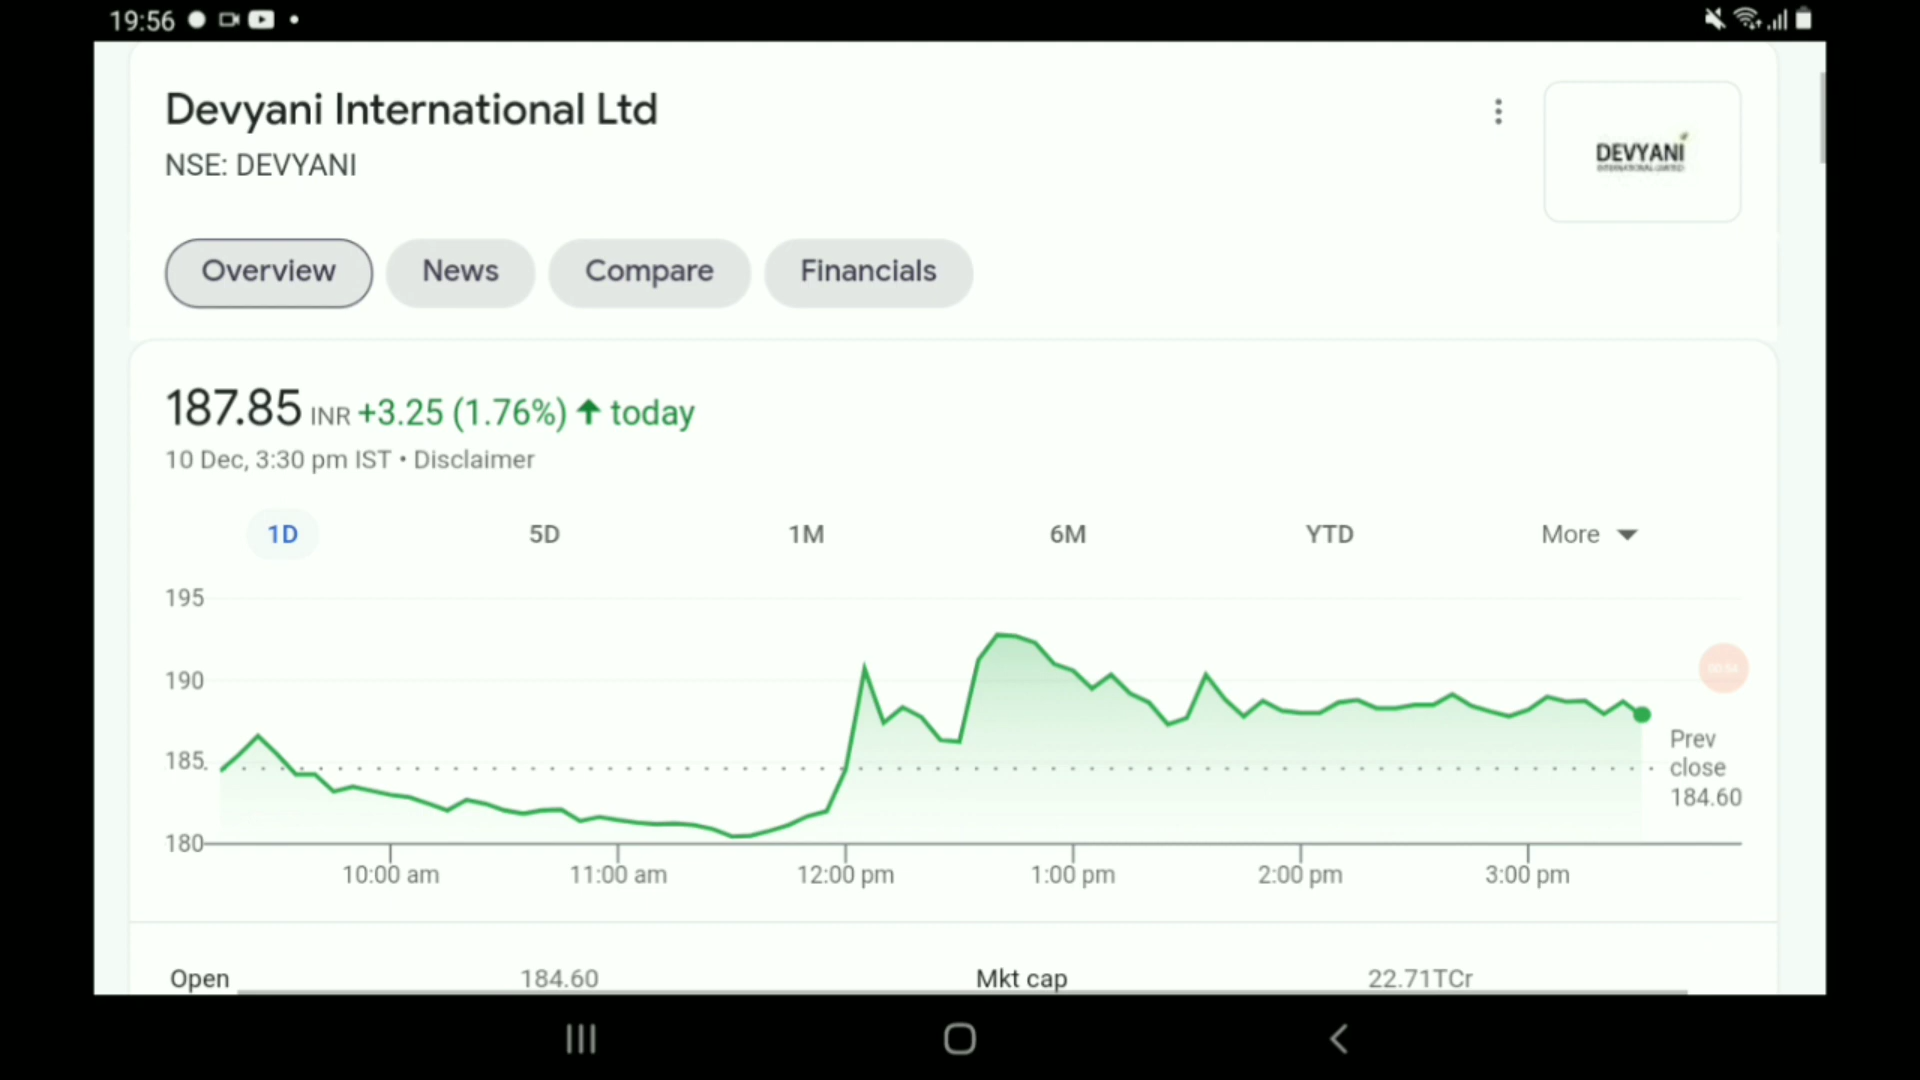 19:56
Devyani International Ltd
NSE: DEVYANI
DEVYANI
Overview News Compare Financials
187.85 INR +3.25 (1.76%) ↑ today
10 Dec, 3:30 pm IST • Disclaimer
1D 5D 1M 6M YTD More
195
190
185
180
Prev
close
184.60
10:00 am 11:00 am 12:00 pm 1:00 pm 2:00 pm 3:00 pm
Open 184.60 Mkt cap 22.71TCr